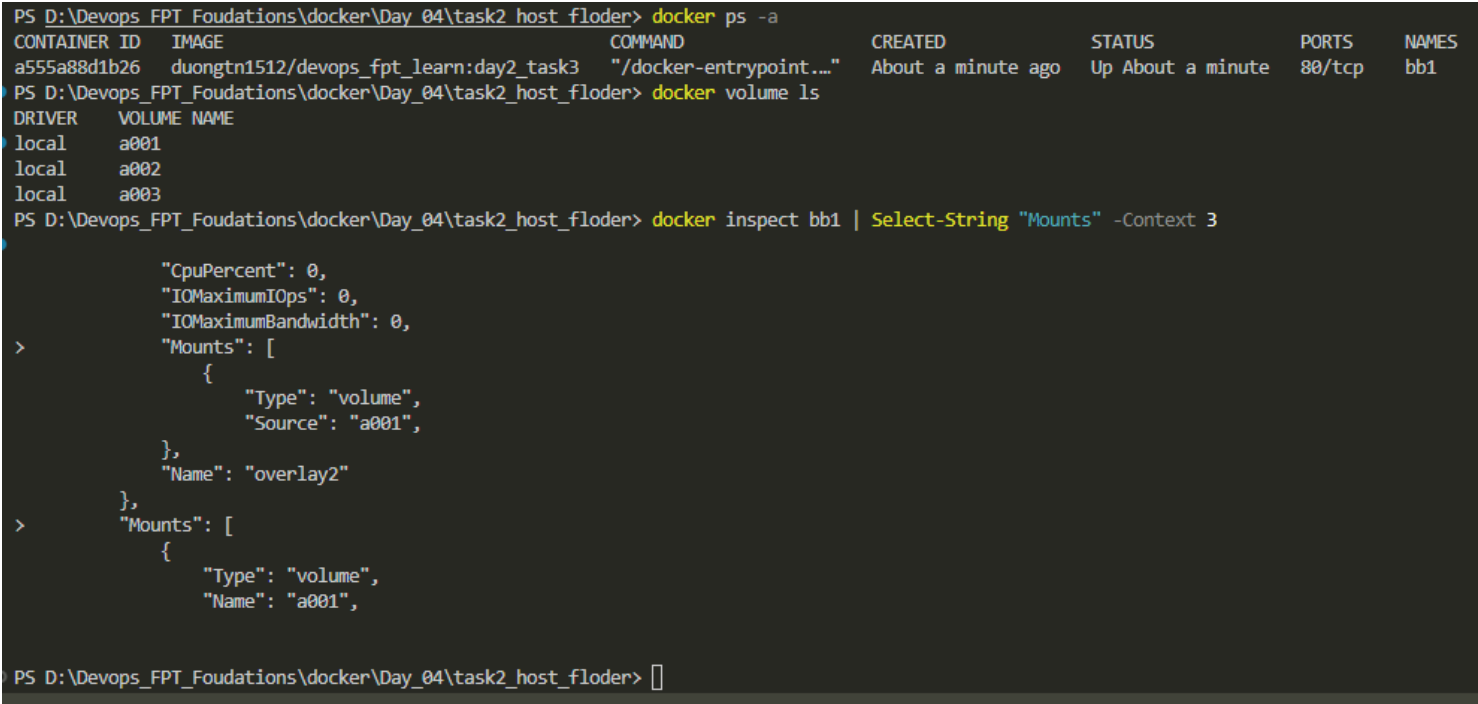 PS D:\Devops_FPT_Foudations\docker\Day_04\task2_host_floder> docker ps -a
CONTAINER ID   IMAGE                                   COMMAND                  CREATED              STATUS              PORTS    NAMES
a555a88d1b26   duongtn1512/devops_fpt_learn:day2_task3   "/docker-entrypoint.…"   About a minute ago   Up About a minute   80/tcp   bb1
PS D:\Devops_FPT_Foudations\docker\Day_04\task2_host_floder> docker volume ls
DRIVER    VOLUME NAME
local     a001
local     a002
local     a003
PS D:\Devops_FPT_Foudations\docker\Day_04\task2_host_floder> docker inspect bb1 | Select-String "Mounts" -Context 3
"CpuPercent": 0,
"IOMaximumIOps": 0,
"IOMaximumBandwidth": 0,
> "Mounts": [
{
"Type": "volume",
"Source": "a001",
},
"Name": "overlay2"
},
> "Mounts": [
{
"Type": "volume",
"Name": "a001",
PS D:\Devops_FPT_Foudations\docker\Day_04\task2_host_floder>